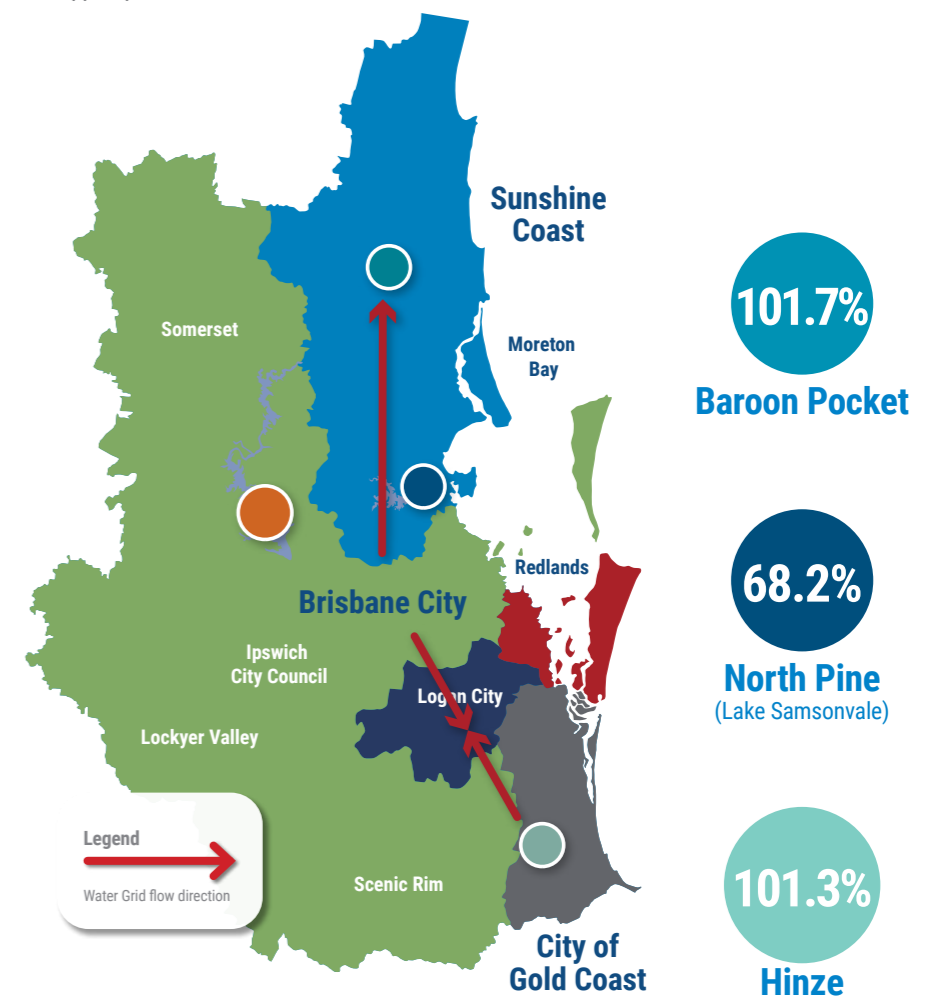 Sunshine
Coast
Somerset
Moreton
Bay
Redlands
Brisbane City
Ipswich
City Council
Logan City
Lockyer Valley
Legend
Water Grid flow direction
Scenic Rim
City of
Gold Coast
101.7%
Baroon Pocket
68.2%
North Pine
(Lake Samsonvale)
101.3%
Hinze